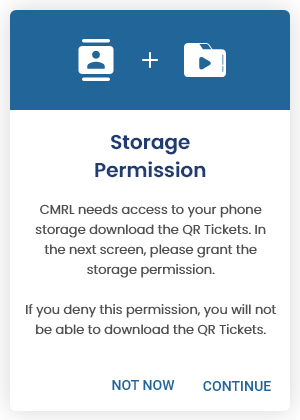 Storage
Permission
CMRL needs access to your phone
storage download the QR Tickets. In
the next screen, please grant the
storage permission.
If you deny this permission, you will not
be able to download the QR Tickets.
NOT NOW
CONTINUE